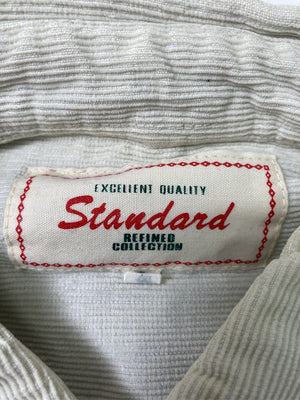 EXCELLENT QUALITY
Standard
REFINED
COLLECTION